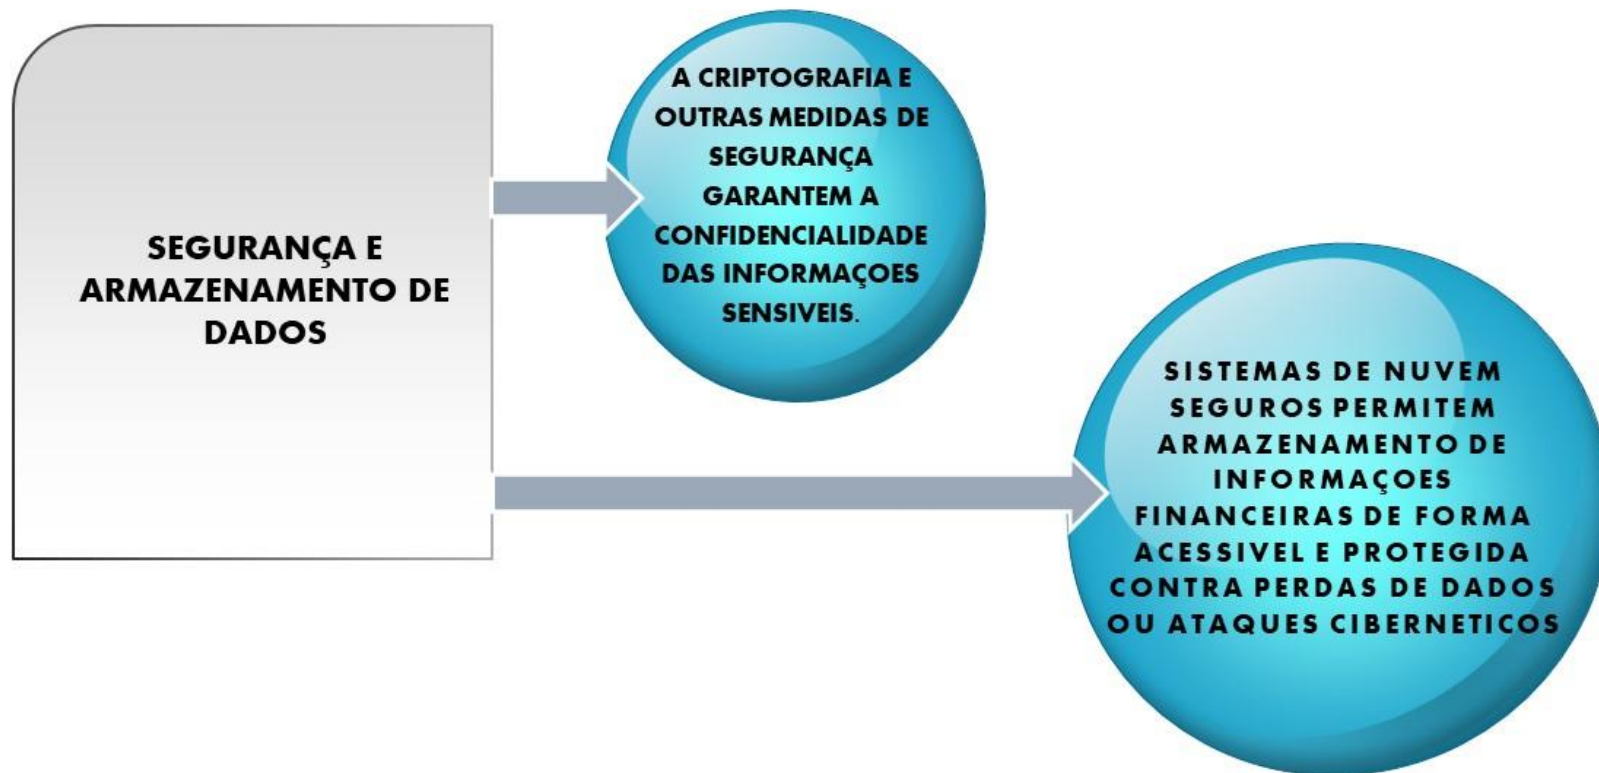 SEGURANÇA E
ARMAZENAMENTO DE
DADOS
A CRIPTOGRAFIA E
OUTRAS MEDIDAS DE
SEGURANÇA
GARANTEM A
CONFIDENCIALIDADE
DAS INFORMAÇOES
SENSIVEIS.
SISTEMAS DE NUVEM
SEGUROS PERMITEM
ARMAZENAMENTO DE
INFORMAÇOES
FINANCEIRAS DE FORMA
ACESSIVEL E PROTEGIDA
CONTRA PERDAS DE DADOS
OU ATAQUES CIBERNETICOS